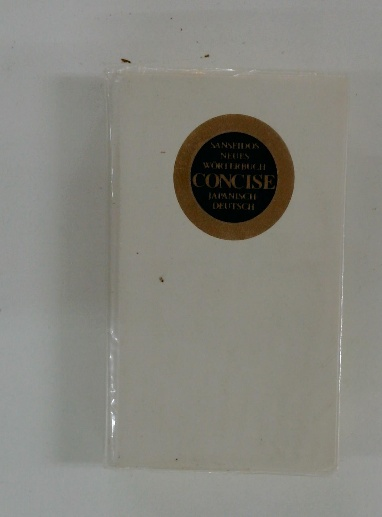 SANSEIDOS
NEUES
WÖRTERBUCH
CONCISE
JAPANISCH
DEUTSCH